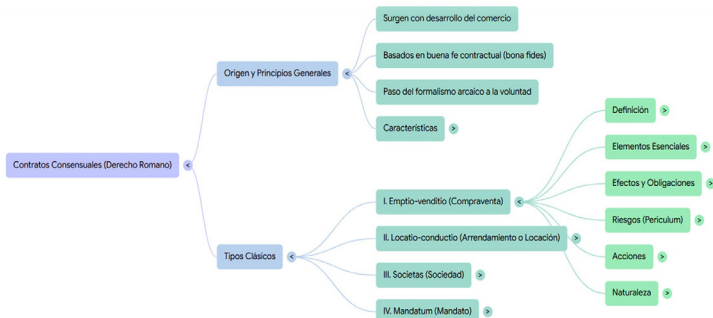 Contratos Consensuales (Derecho Romano)
Origen y Principios Generales
Surgen con desarrollo del comercio
Basados en buena fe contractual (bona fides)
Paso del formalismo arcaico a la voluntad
Características
Tipos Clásicos
I. Emptio-venditio (Compraventa)
Definición
Elementos Esenciales
Efectos y Obligaciones
Riesgos (Periculum)
Acciones
Naturaleza
II. Locatio-conductio (Arrendamiento o Locación)
III. Societas (Sociedad)
IV. Mandatum (Mandato)